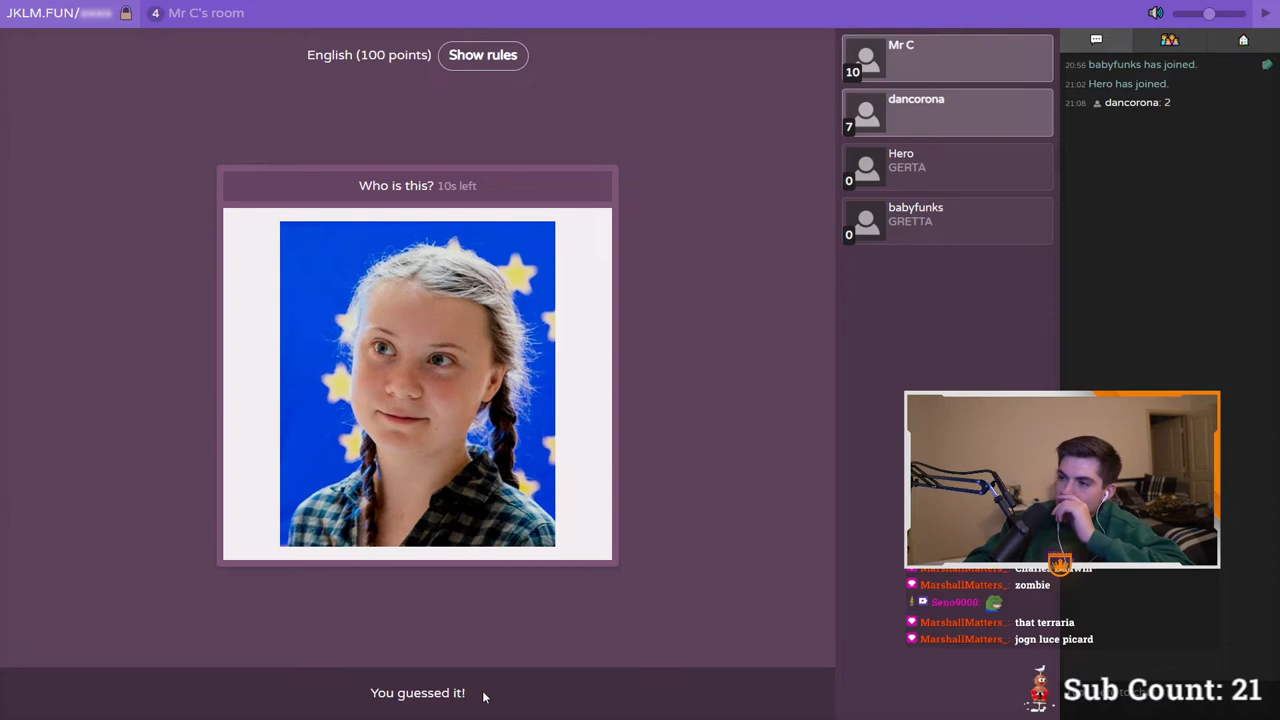 JKLM.FUN/
4 Mr C's room
English (100 points) Show rules
Who is this? 10s left
You guessed it!
Mr C
10
dancorona
7
Hero
GERTA
0
babyfunks
GRETTA
0
20:56 babyfunks has joined.
21:02 Hero has joined.
21:08 dancorona: 2
MarshallMatters_:
MarshallMatters_: zombie
Seno9000
MarshallMatters_: that terraria
MarshallMatters_: jogn luce picard
Sub Count: 21